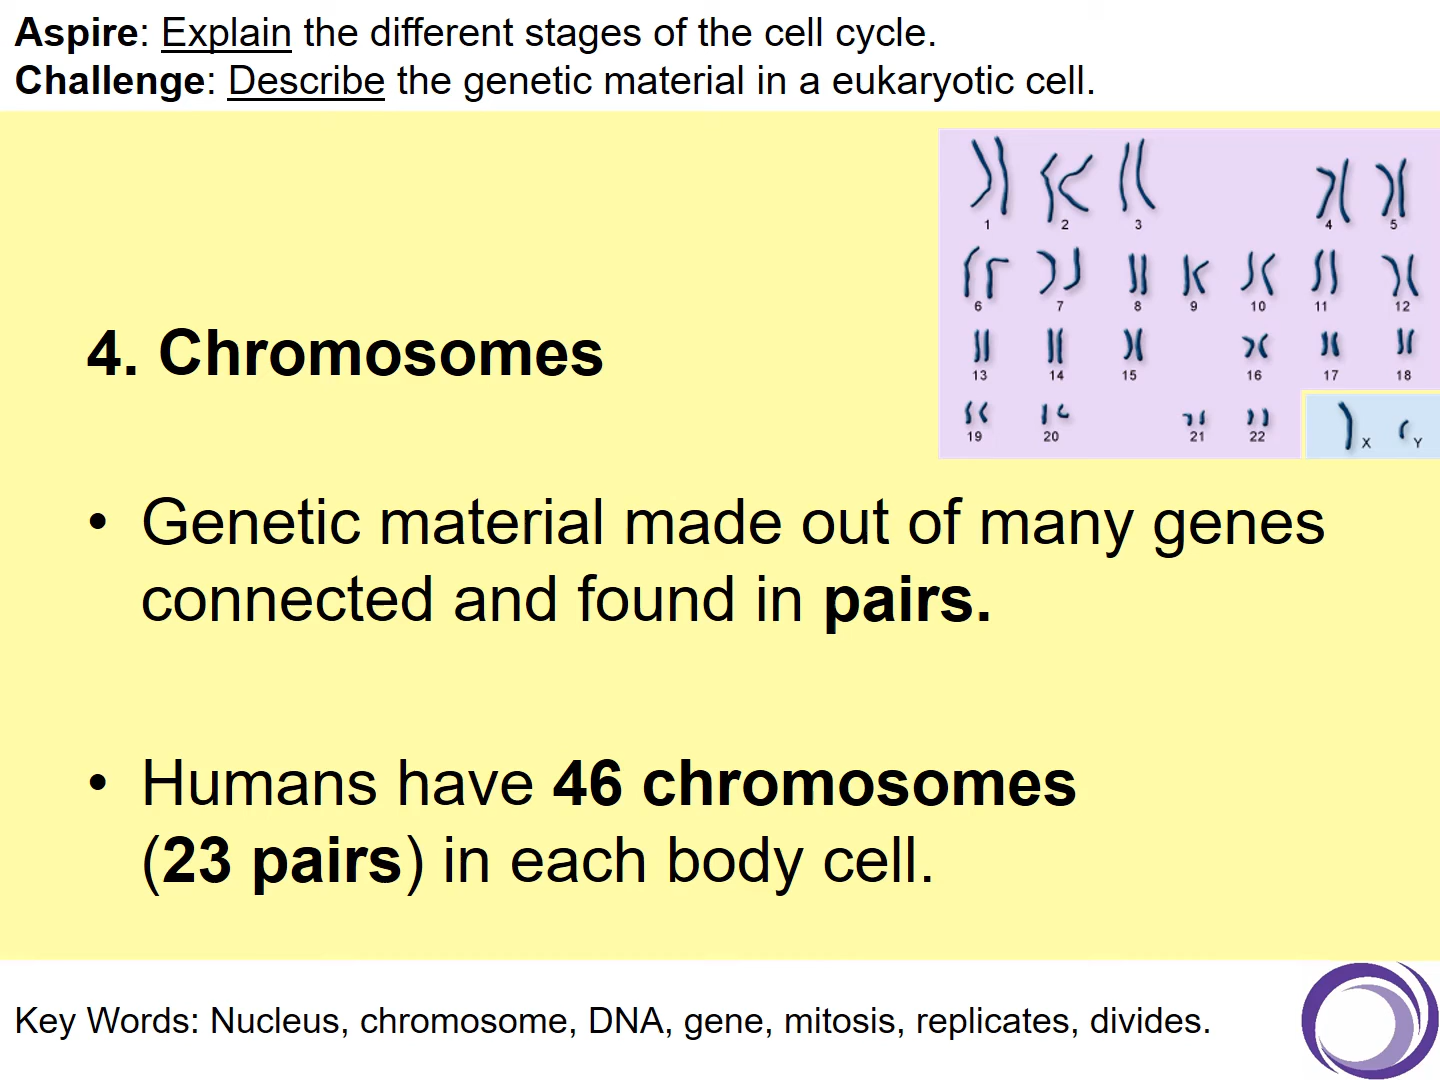 Aspire: Explain the different stages of the cell cycle.
Challenge: Describe the genetic material in a eukaryotic cell.
1 2 3 4 5
6 7 8 9 10 11 12
13 14 15 16 17 18
19 20 21 22 X Y
4. Chromosomes
• Genetic material made out of many genes
connected and found in pairs.
• Humans have 46 chromosomes
(23 pairs) in each body cell.
Key Words: Nucleus, chromosome, DNA, gene, mitosis, replicates, divides.